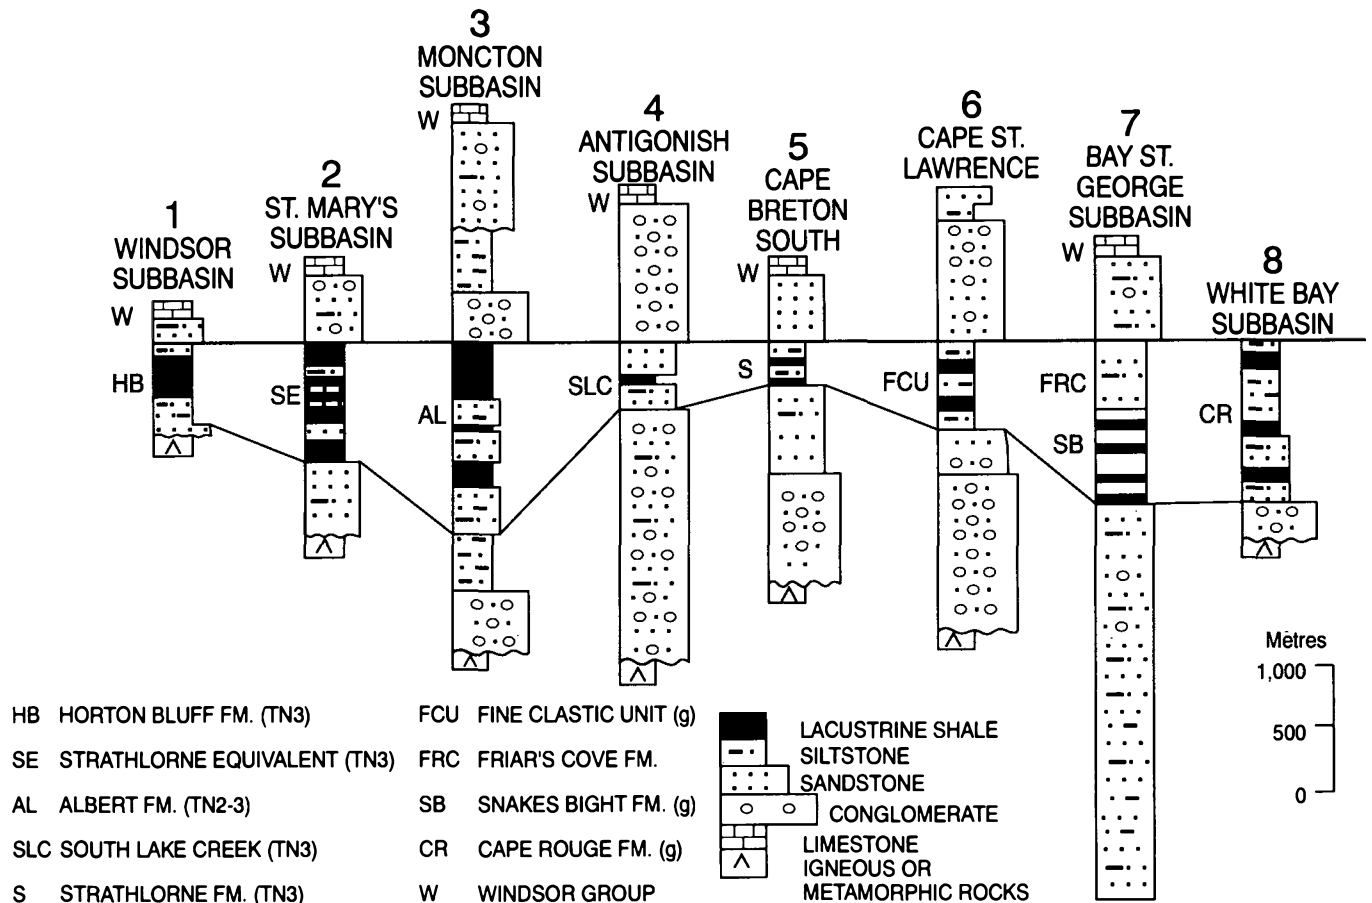 1
WINDSOR
SUBBASIN
W
HB
2
ST. MARY'S
SUBBASIN
W
SE
3
MONCTON
SUBBASIN
W
AL
4
ANTIGONISH
SUBBASIN
W
SLC
5
CAPE
BRETON
SOUTH
W
S
6
CAPE ST.
LAWRENCE
FCU
7
BAY ST.
GEORGE
SUBBASIN
W
FRC
SB
8
WHITE BAY
SUBBASIN
CR
Mètres
1,000
500
0
HB HORTON BLUFF FM. (TN3)
SE STRATHLORNE EQUIVALENT (TN3)
AL ALBERT FM. (TN2-3)
SLC SOUTH LAKE CREEK (TN3)
S STRATHLORNE FM. (TN3)
FCU FINE CLASTIC UNIT (g)
FRC FRIAR'S COVE FM.
SB SNAKES BIGHT FM. (g)
CR CAPE ROUGE FM. (g)
W WINDSOR GROUP
LACUSTRINE SHALE
SILTSTONE
SANDSTONE
CONGLOMERATE
LIMESTONE
IGNEOUS OR
METAMORPHIC ROCKS